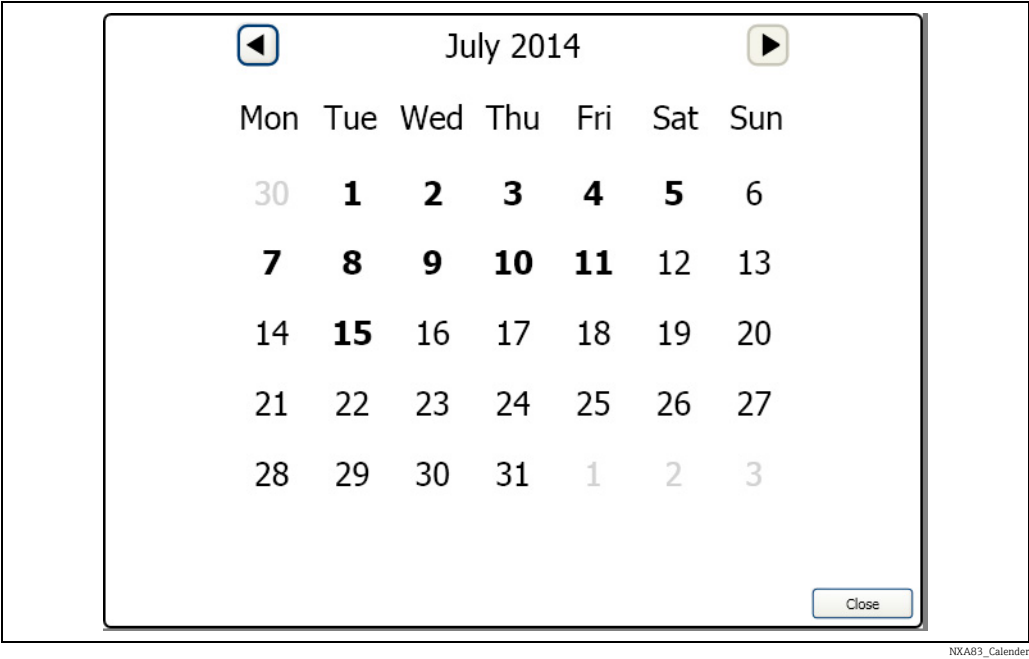 July 2014
Mon Tue Wed Thu Fri Sat Sun
30 1 2 3 4 5 6
7 8 9 10 11 12 13
14 15 16 17 18 19 20
21 22 23 24 25 26 27
28 29 30 31 1 2 3
Close
NXA83_Calender